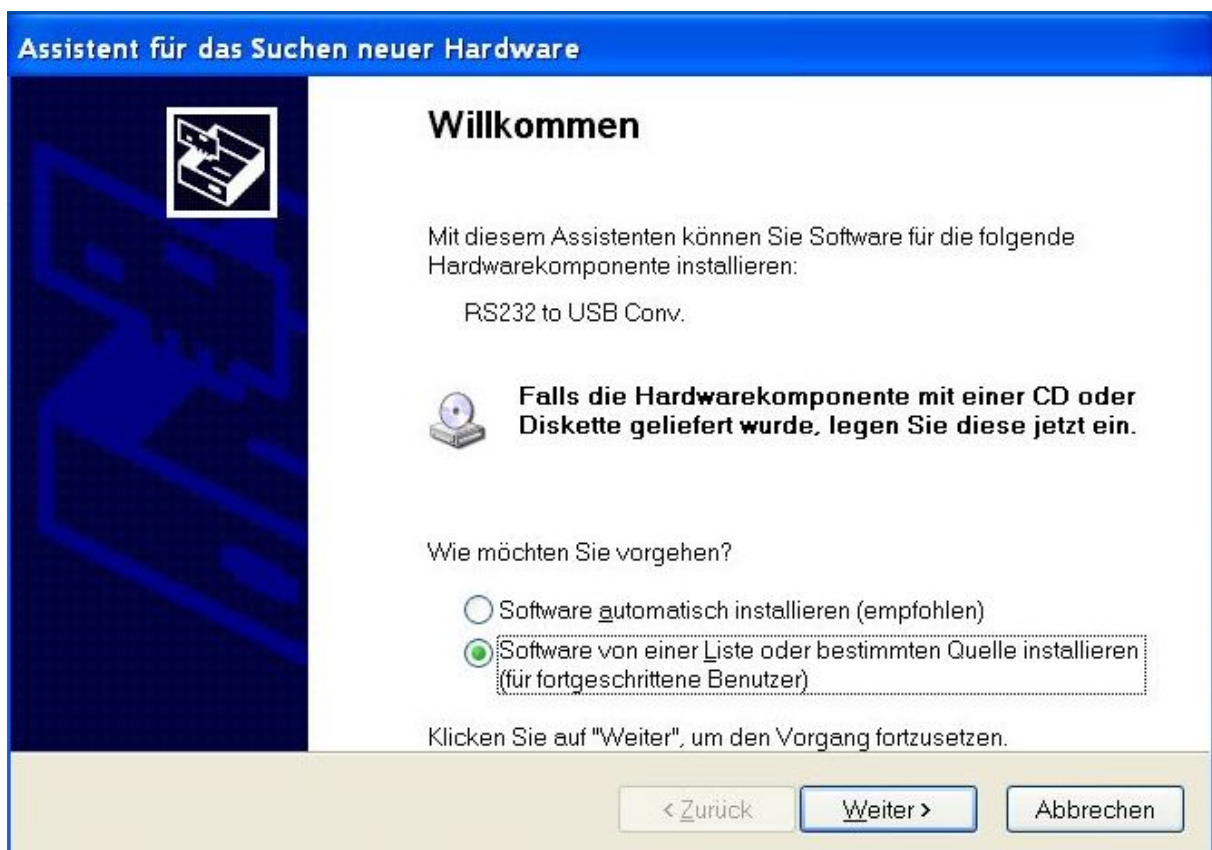 Assistent für das Suchen neuer Hardware
Willkommen
Mit diesem Assistenten können Sie Software für die folgende
Hardwarekomponente installieren:
RS232 to USB Conv.
Falls die Hardwarekomponente mit einer CD oder
Diskette geliefert wurde, legen Sie diese jetzt ein.
Wie möchten Sie vorgehen?
Software automatisch installieren (empfohlen)
Software von einer Liste oder bestimmten Quelle installieren
(für fortgeschrittene Benutzer)
Klicken Sie auf "Weiter", um den Vorgang fortzusetzen.
< Zurück Weiter > Abbrechen